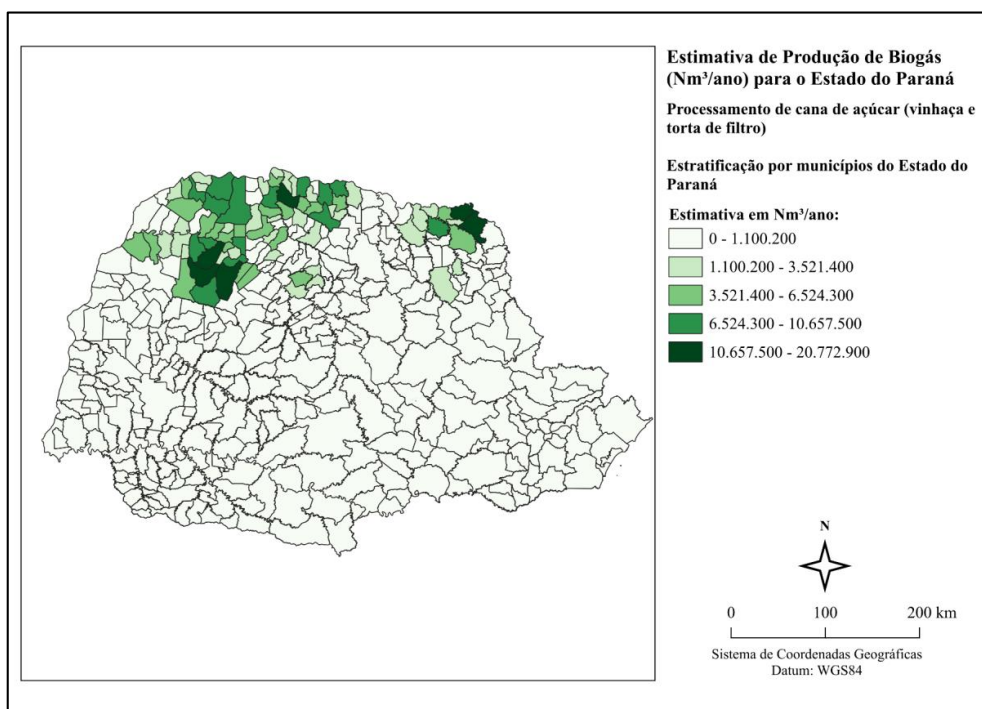 Estimativa de Produção de Biogás
(Nm³/ano) para o Estado do Paraná
Processamento de cana de açúcar (vinhaça e
torta de filtro)
Estratificação por municípios do Estado do
Paraná
Estimativa em Nm³/ano:
0 - 1.100.200
1.100.200 - 3.521.400
3.521.400 - 6.524.300
6.524.300 - 10.657.500
10.657.500 - 20.772.900
N
0 100 200 km
Sistema de Coordenadas Geográficas
Datum: WGS84